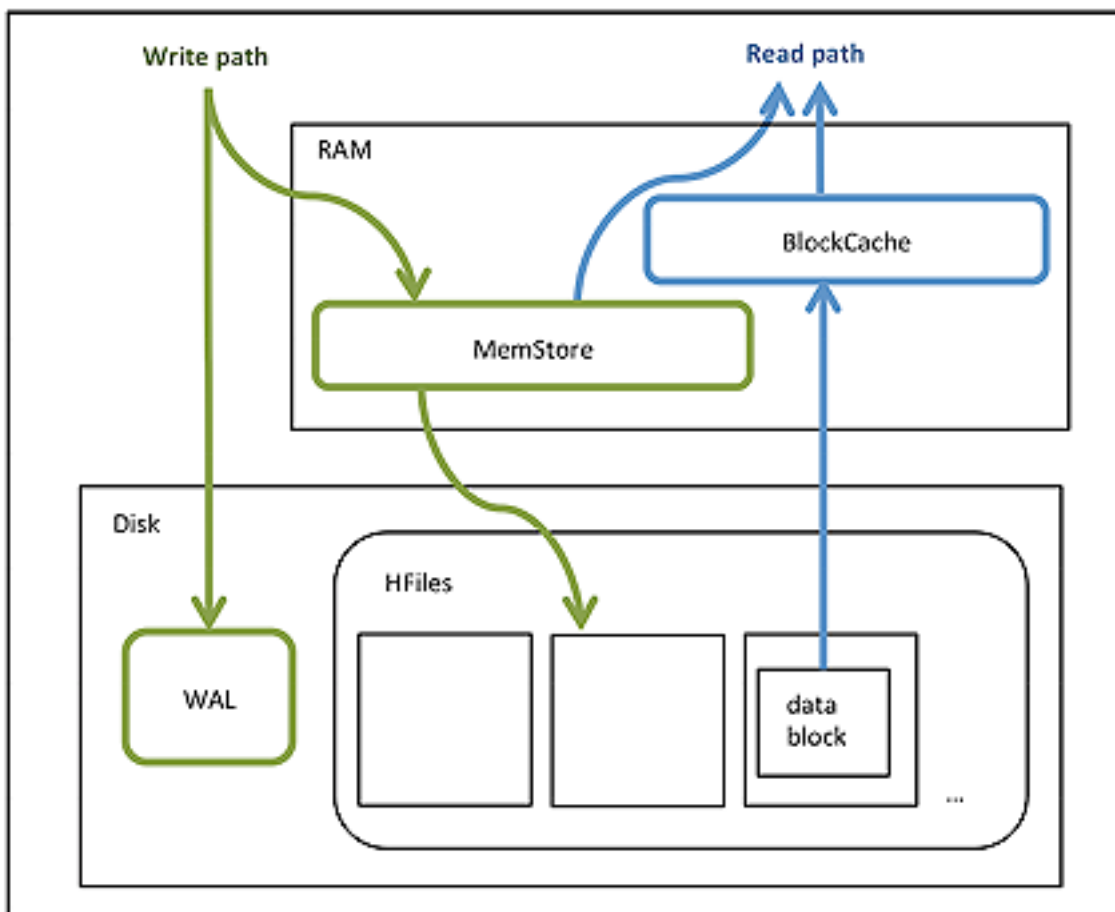 Write path
Read path
RAM
BlockCache
MemStore
Disk
HFiles
WAL
data
block
...